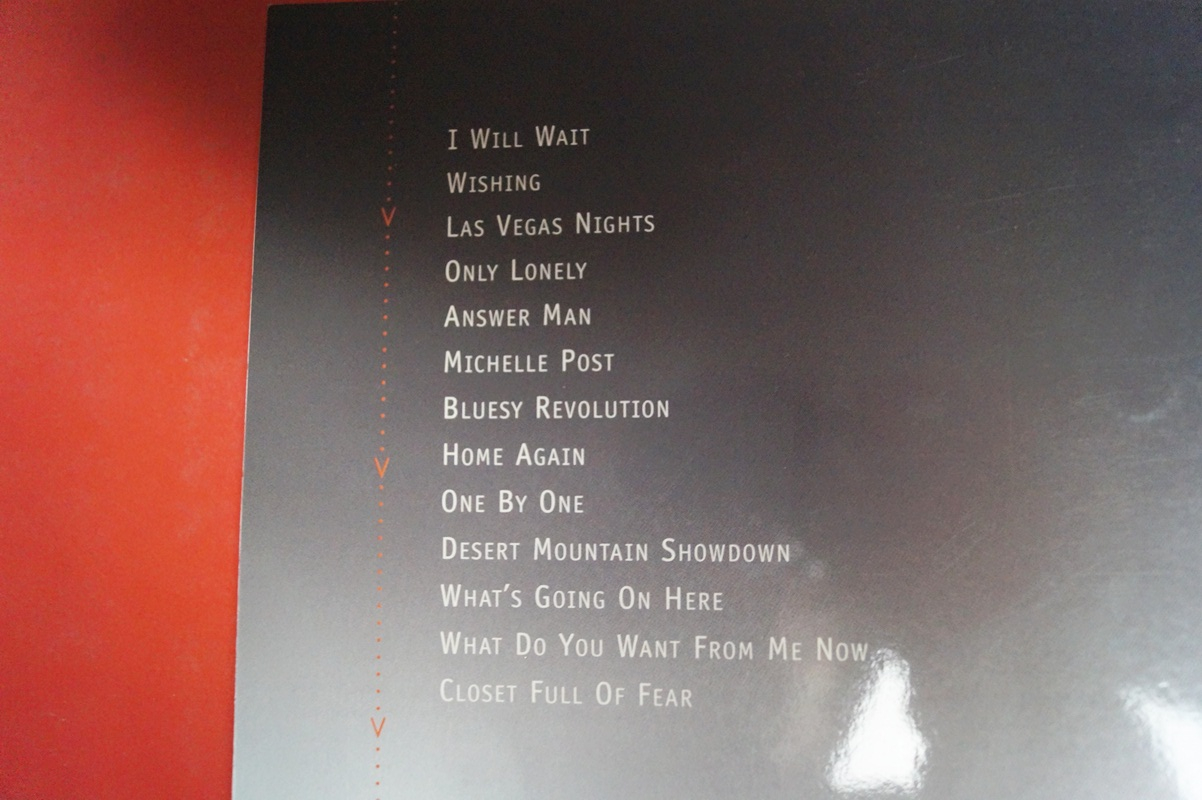 I Will Wait
Wishing
Las Vegas Nights
Only Lonely
Answer Man
Michelle Post
Bluesy Revolution
Home Again
One By One
Desert Mountain Showdown
What's Going On Here
What Do You Want From Me Now
Closet Full Of Fear